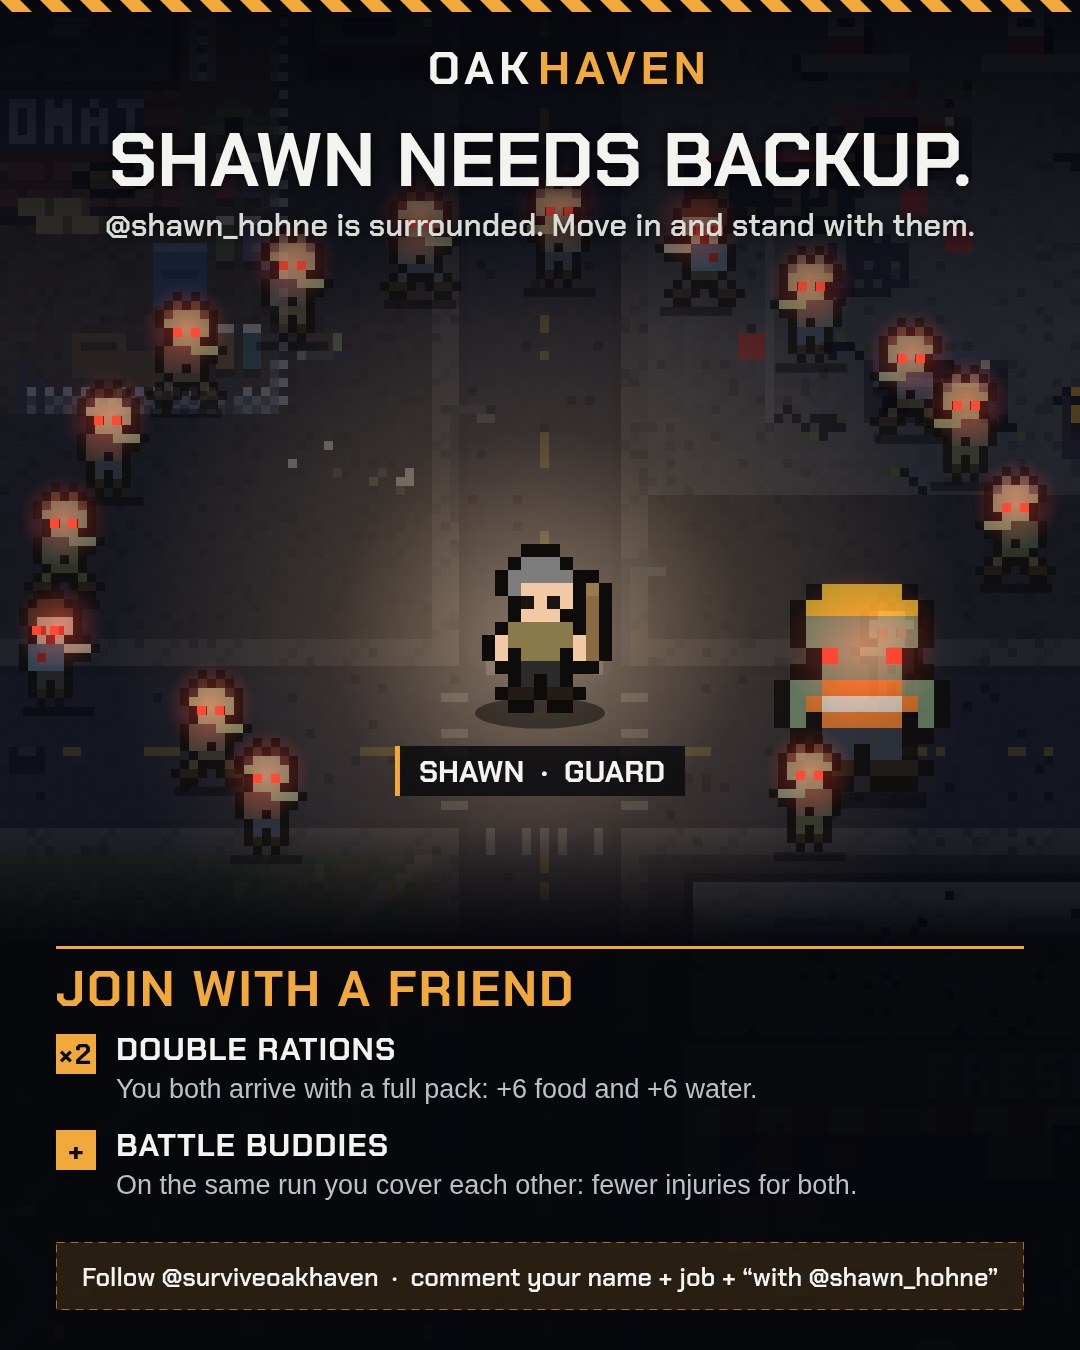 OAKHAVEN
SHAWN NEEDS BACKUP.
@shawn_hohne is surrounded. Move in and stand with them.
SHAWN · GUARD
JOIN WITH A FRIEND
×2 DOUBLE RATIONS
You both arrive with a full pack: +6 food and +6 water.
+ BATTLE BUDDIES
On the same run you cover each other: fewer injuries for both.
Follow @surviveoakhaven · comment your name + job + “with @shawn_hohne”